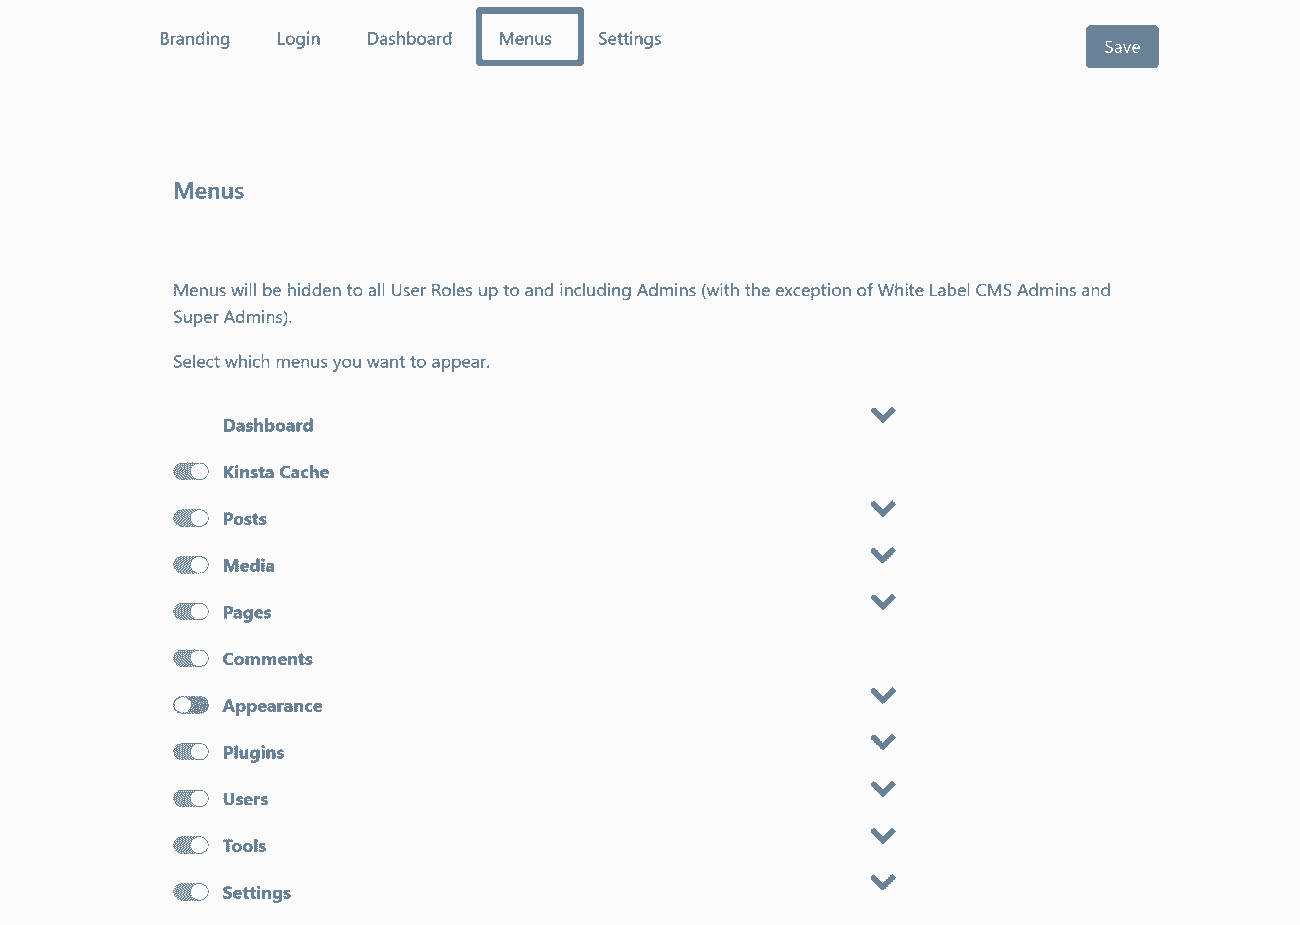 Branding Login Dashboard Menus Settings Save
Menus
Menus will be hidden to all User Roles up to and including Admins (with the exception of White Label CMS Admins and
Super Admins).
Select which menus you want to appear.
Dashboard
Kinsta Cache
Posts
Media
Pages
Comments
Appearance
Plugins
Users
Tools
Settings